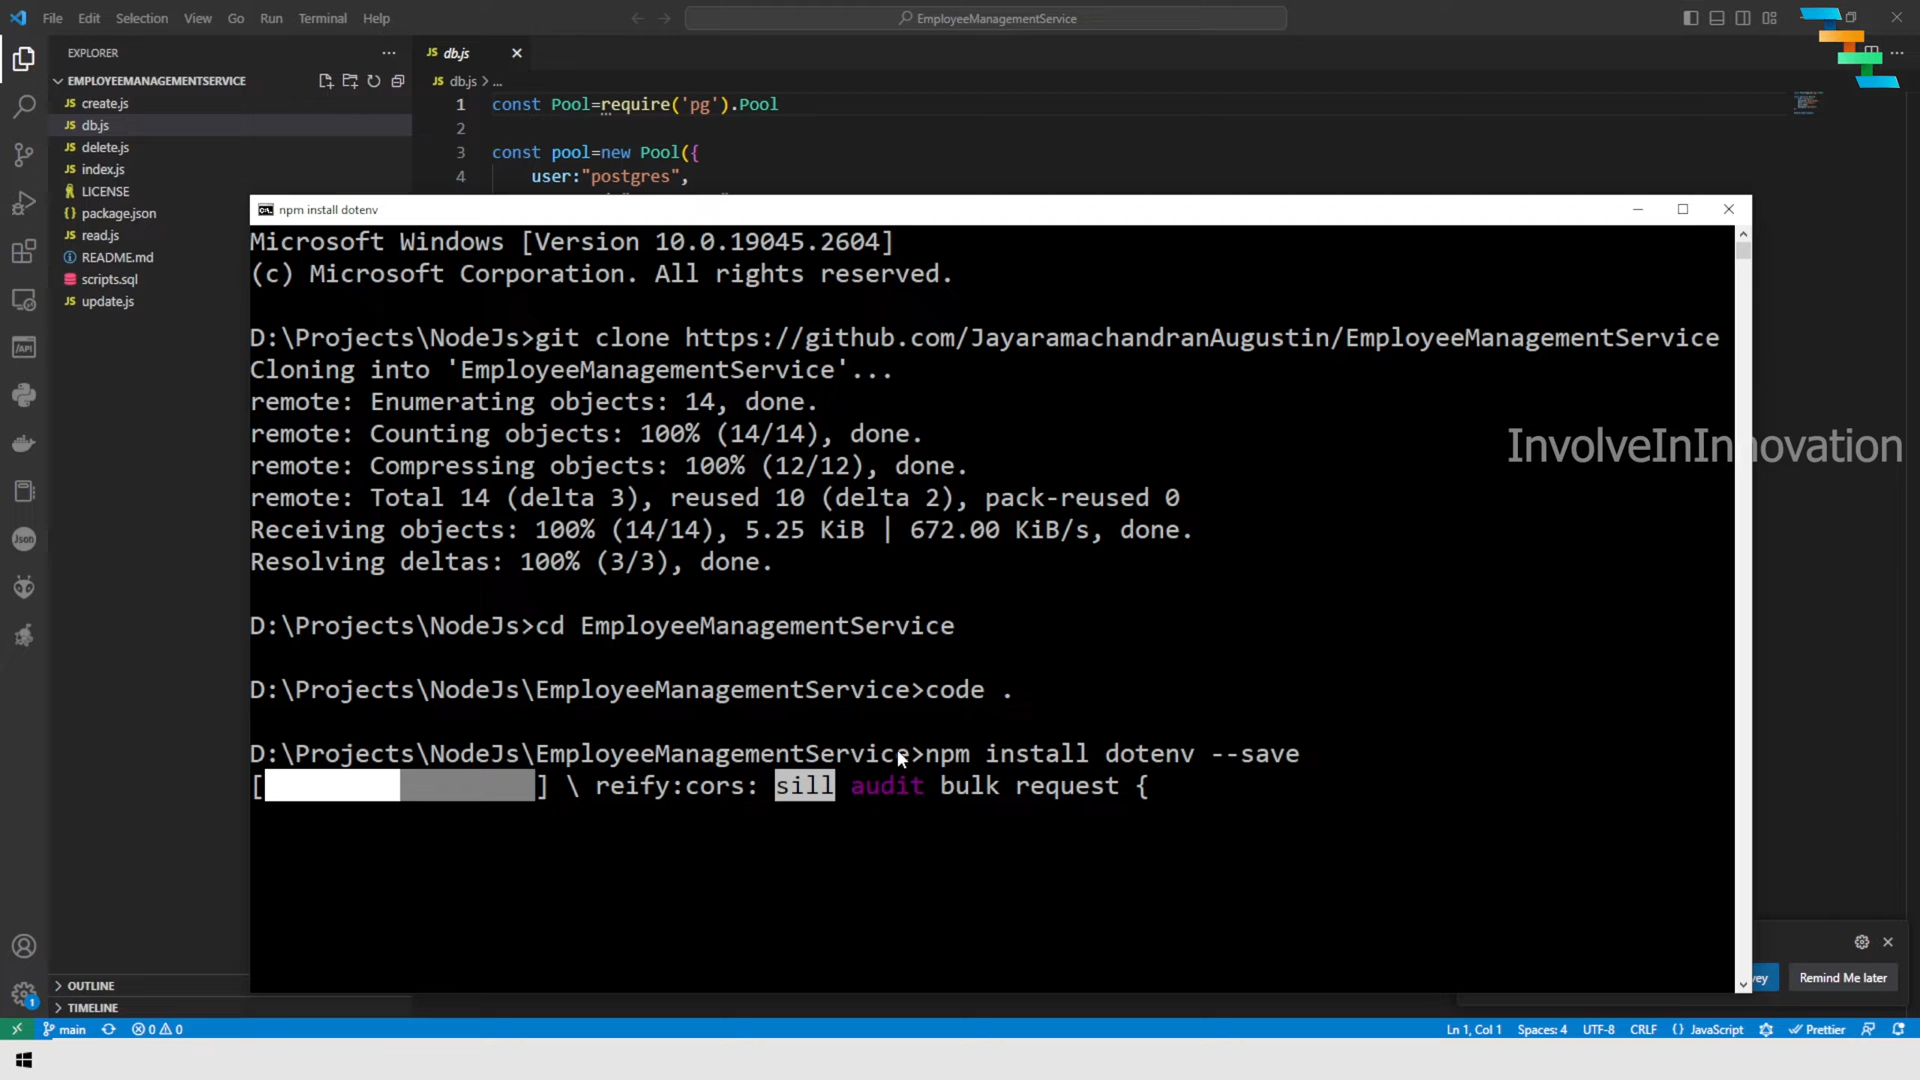 File Edit Selection View Go Run Terminal Help
EmployeeManagementService
EXPLORER
EMPLOYEEMANAGEMENTSERVICE
create.js
db.js
delete.js
index.js
LICENSE
package.json
read.js
README.md
scripts.sql
update.js
OUTLINE
TIMELINE
JS db.js
JS db.js > ...
1 const Pool=require('pg').Pool
2
3 const pool=new Pool({
4 user:"postgres",
npm install dotenv
Microsoft Windows [Version 10.0.19045.2604]
(c) Microsoft Corporation. All rights reserved.
D:\Projects\NodeJs>git clone https://github.com/JayaramachandranAugustin/EmployeeManagementService
Cloning into 'EmployeeManagementService'...
remote: Enumerating objects: 14, done.
remote: Counting objects: 100% (14/14), done.
remote: Compressing objects: 100% (12/12), done.
remote: Total 14 (delta 3), reused 10 (delta 2), pack-reused 0
Receiving objects: 100% (14/14), 5.25 KiB | 672.00 KiB/s, done.
Resolving deltas: 100% (3/3), done.
D:\Projects\NodeJs>cd EmployeeManagementService
D:\Projects\NodeJs\EmployeeManagementService>code .
D:\Projects\NodeJs\EmployeeManagementService>npm install dotenv --save
[ ] \ reify:cors: sill audit bulk request {
InvolveInInnovation
Remind Me later
main 0 0
Ln 1, Col 1 Spaces: 4 UTF-8 CRLF {} JavaScript Prettier